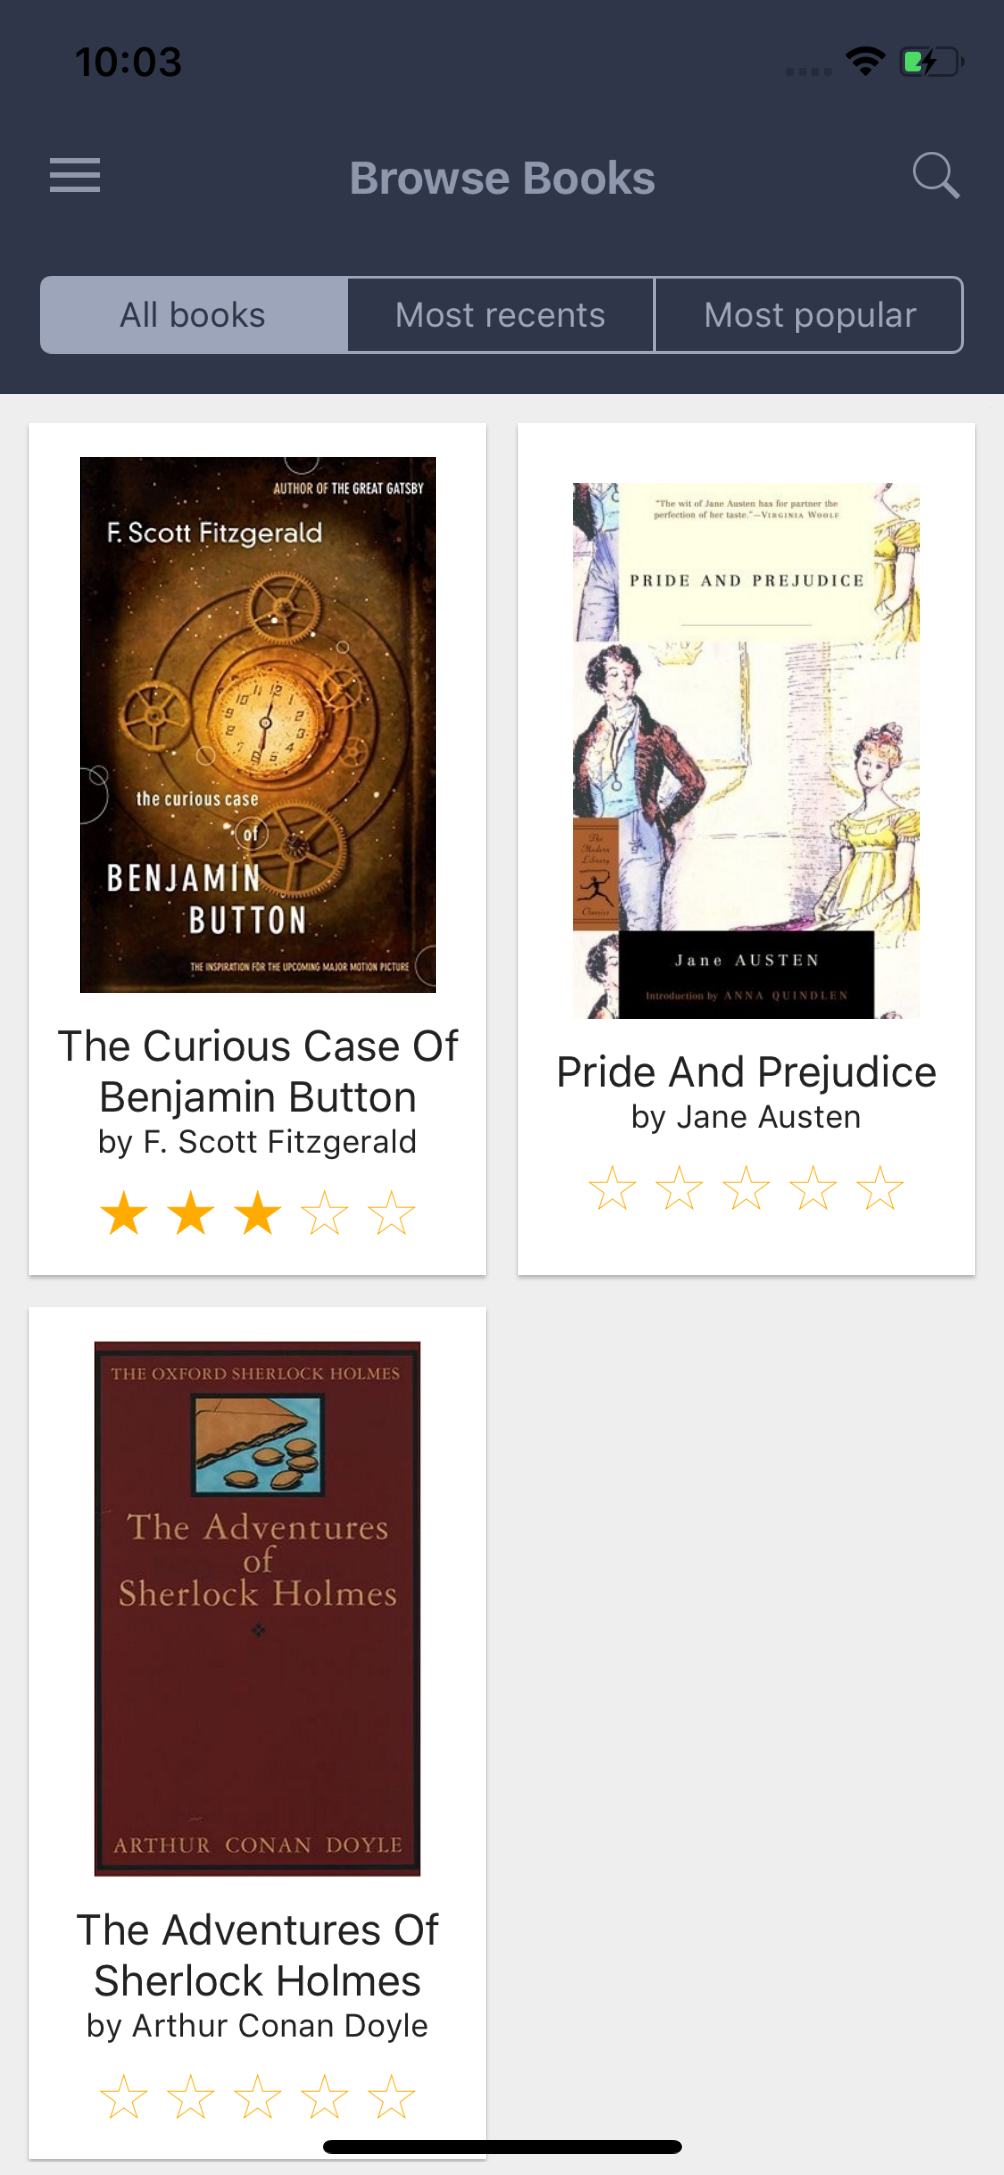 10:03
Browse Books
All books
Most recents
Most popular
AUTHOR OF THE GREAT GATSBY
F. Scott Fitzgerald
12
11
10
the curious case
of
BENJAMIN
BUTTON
THE INSPIRATION FOR THE UPCOMING MAJOR MOTION PICTURE
The Curious Case Of
Benjamin Button
by F. Scott Fitzgerald
"The wit of Jane Austen has for partner the
perfection of her taste."—VIRGINIA WOOLF
PRIDE AND PREJUDICE
The
Modern
Library
Classics
Jane AUSTEN
Introduction by ANNA QUINDLEN
Pride And Prejudice
by Jane Austen
THE OXFORD SHERLOCK HOLMES
The Adventures
of
Sherlock Holmes
ARTHUR CONAN DOYLE
The Adventures Of
Sherlock Holmes
by Arthur Conan Doyle